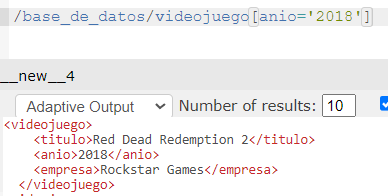 /base_de_datos/videojuego[anio='2018']
__new__4
Adaptive Output Number of results: 10
<videojuego>
<titulo>Red Dead Redemption 2</titulo>
<anio>2018</anio>
<empresa>Rockstar Games</empresa>
</videojuego>